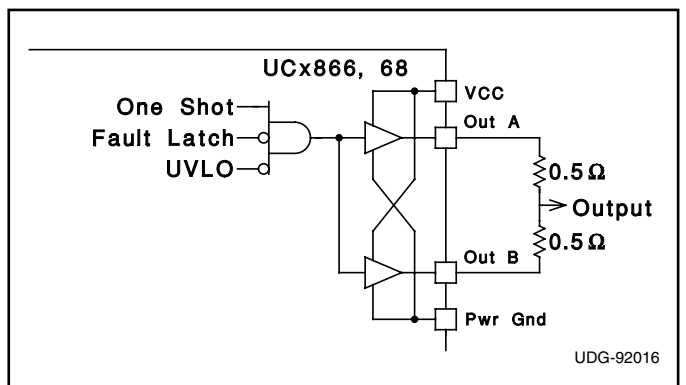 UCx866, 68
VCC
One Shot
Out A
Fault Latch
UVLO
0.5Ω
Output
0.5Ω
Out B
Pwr Gnd
UDG-92016